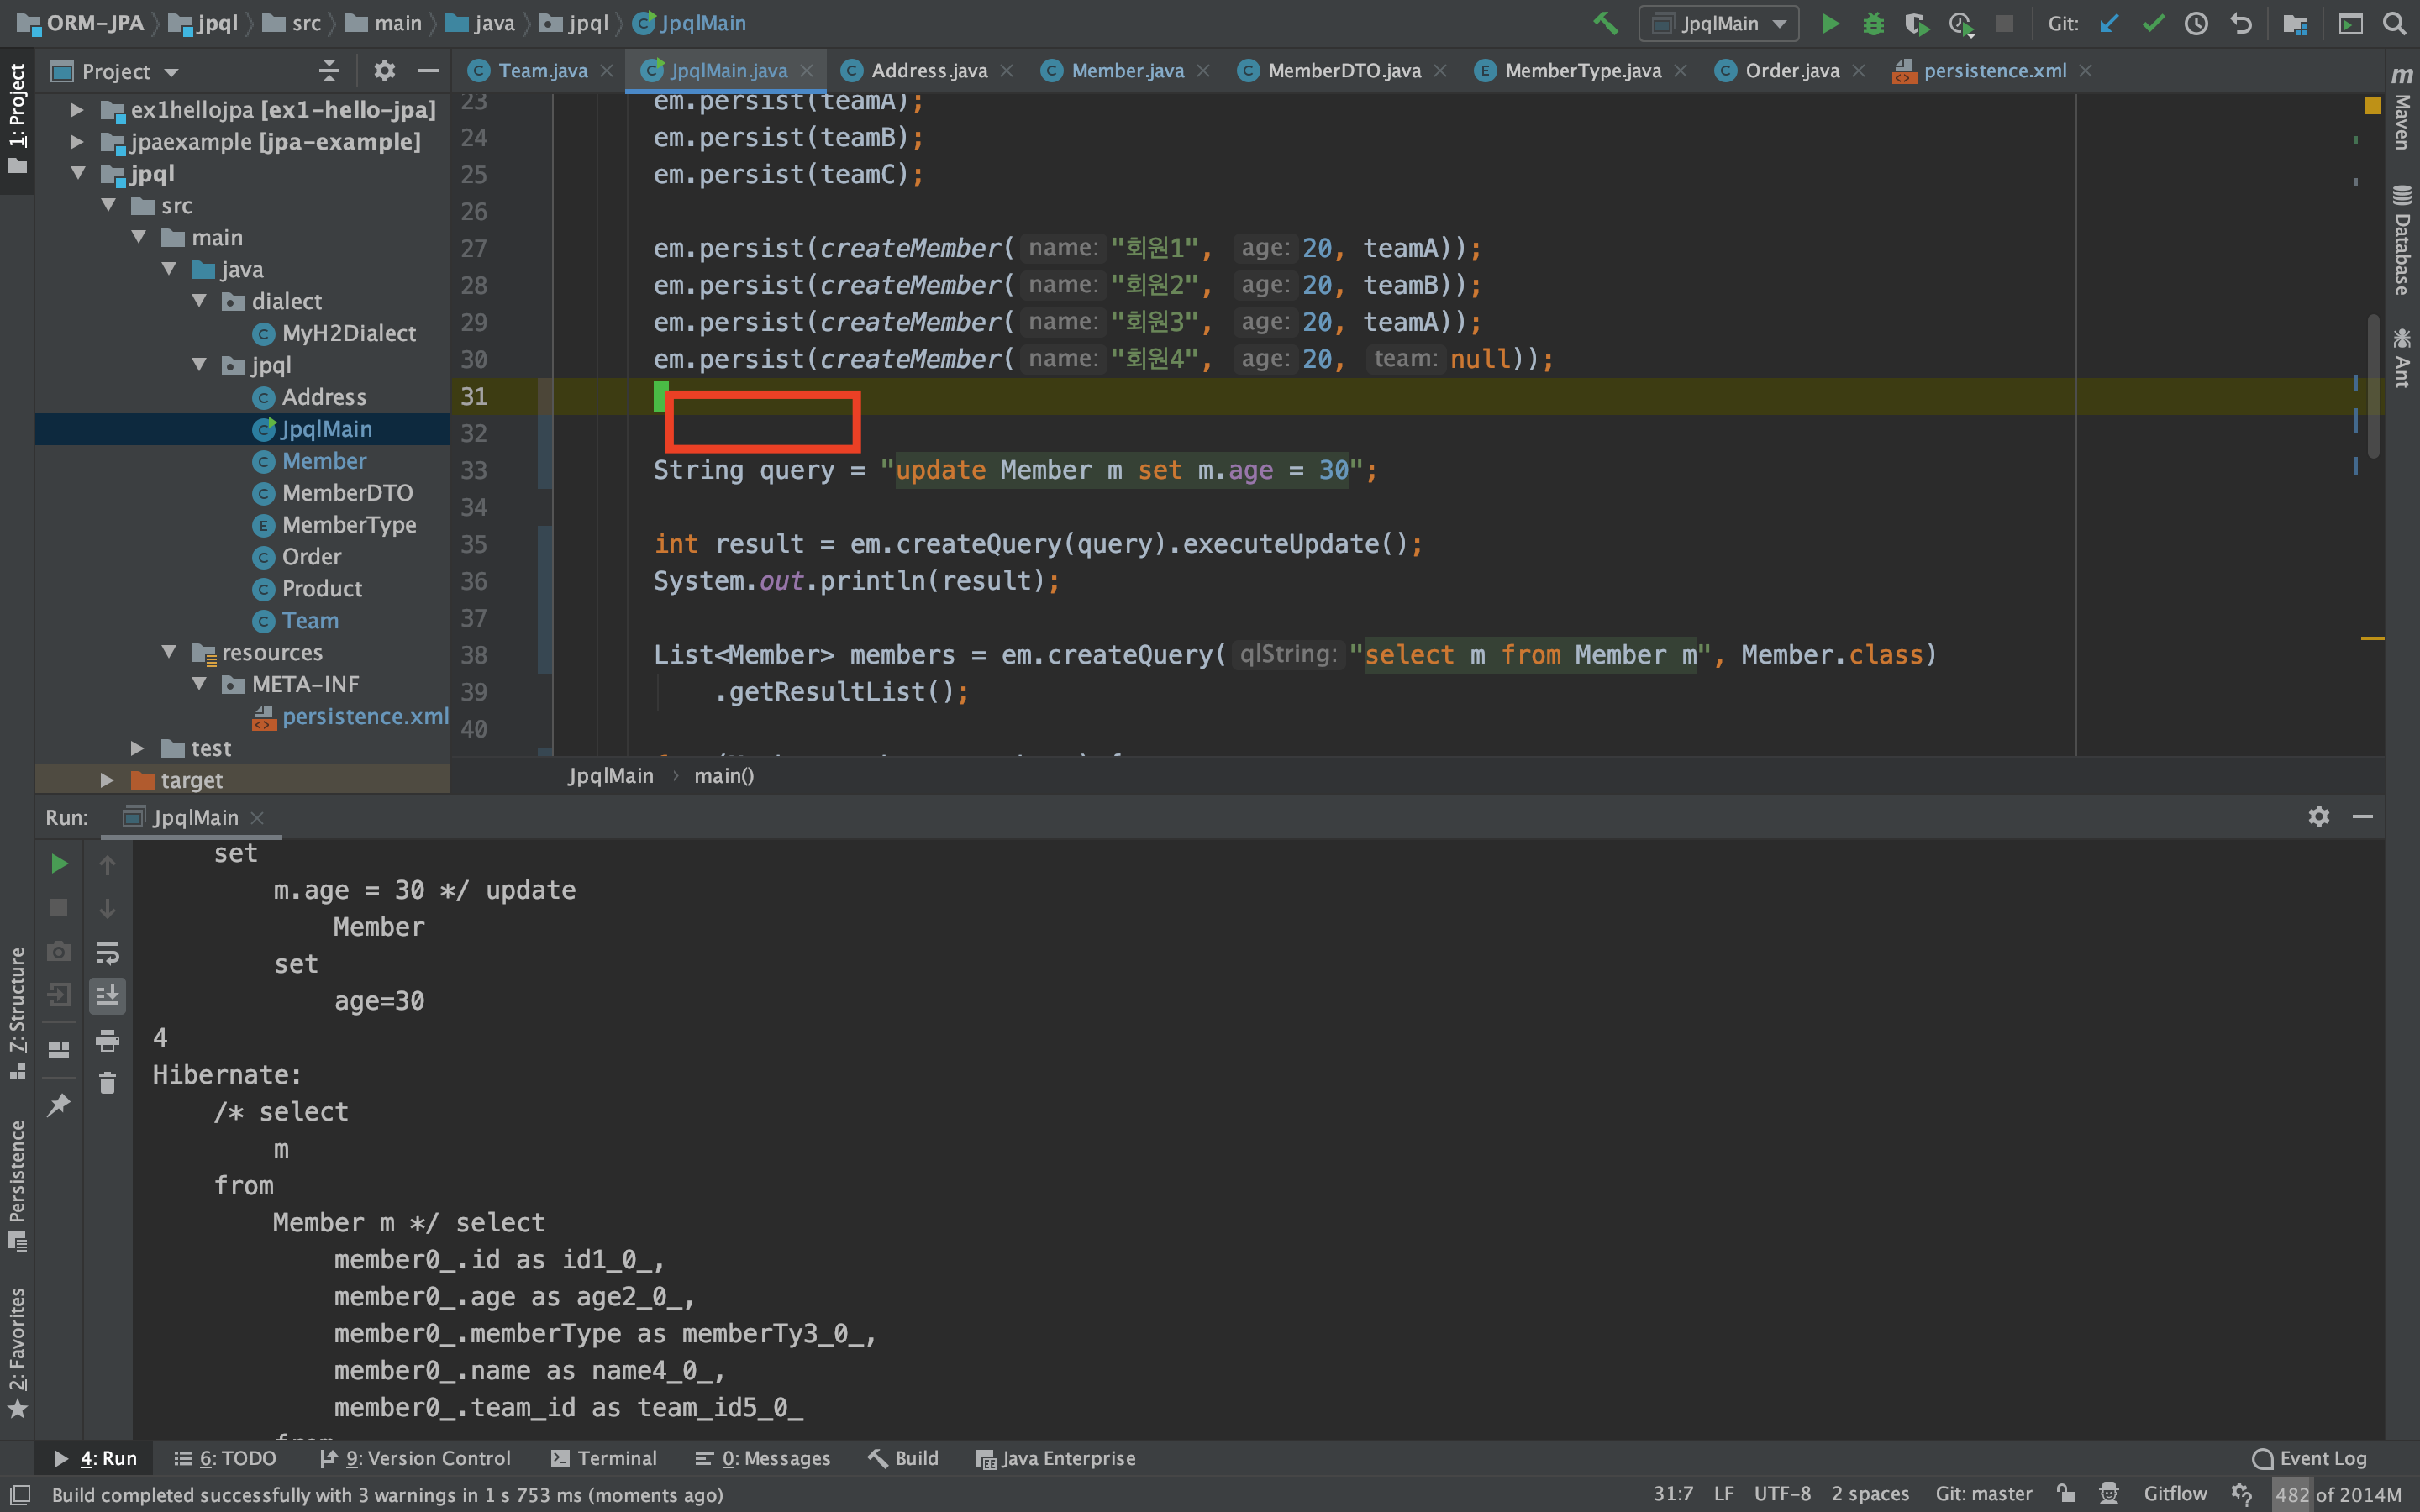 ORM-JPA jpql src main java jpql JpqlMain
JpqlMain Git:
Project
Team.java JpqlMain.java Address.java Member.java MemberDTO.java MemberType.java Order.java persistence.xml
1: Project
ex1hellojpa [ex1-hello-jpa]
jpaexample [jpa-example]
jpql
src
main
java
dialect
MyH2Dialect
jpql
Address
JpqlMain
Member
MemberDTO
MemberType
Order
Product
Team
resources
META-INF
persistence.xml
test
target
23 em.persist(teamA);
24 em.persist(teamB);
25 em.persist(teamC);
26
27 em.persist(createMember( name: "회원1", age: 20, teamA));
28 em.persist(createMember( name: "회원2", age: 20, teamB));
29 em.persist(createMember( name: "회원3", age: 20, teamA));
30 em.persist(createMember( name: "회원4", age: 20, team: null));
31
32
33 String query = "update Member m set m.age = 30";
34
35 int result = em.createQuery(query).executeUpdate();
36 System.out.println(result);
37
38 List<Member> members = em.createQuery( qlString: "select m from Member m", Member.class)
39 .getResultList();
40
JpqlMain main()
Maven
Database
Ant
Run: JpqlMain
set
m.age = 30 */ update
Member
set
age=30
4
Hibernate:
/* select
m
from
Member m */ select
member0_.id as id1_0_,
member0_.age as age2_0_,
member0_.memberType as memberTy3_0_,
member0_.name as name4_0_,
member0_.team_id as team_id5_0_
7: Structure
Persistence
2: Favorites
4: Run 6: TODO 9: Version Control Terminal 0: Messages Build Java Enterprise Event Log
Build completed successfully with 3 warnings in 1 s 753 ms (moments ago) 31:7 LF UTF-8 2 spaces Git: master Gitflow 482 of 2014M